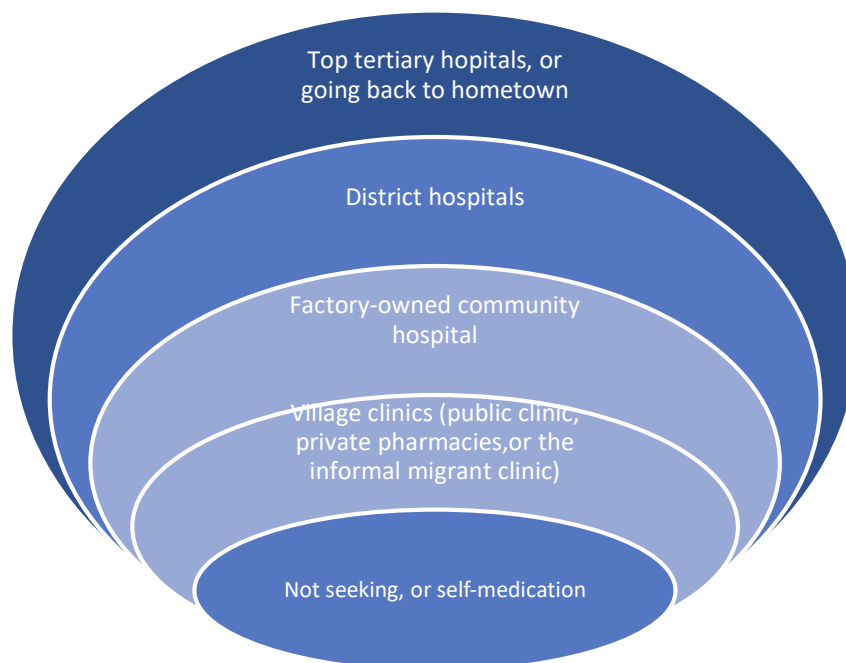 Top tertiary hopitals, or
going back to hometown
District hospitals
Factory-owned community
hospital
Village clinics (public clinic,
private pharmacies,or the
informal migrant clinic)
Not seeking, or self-medication